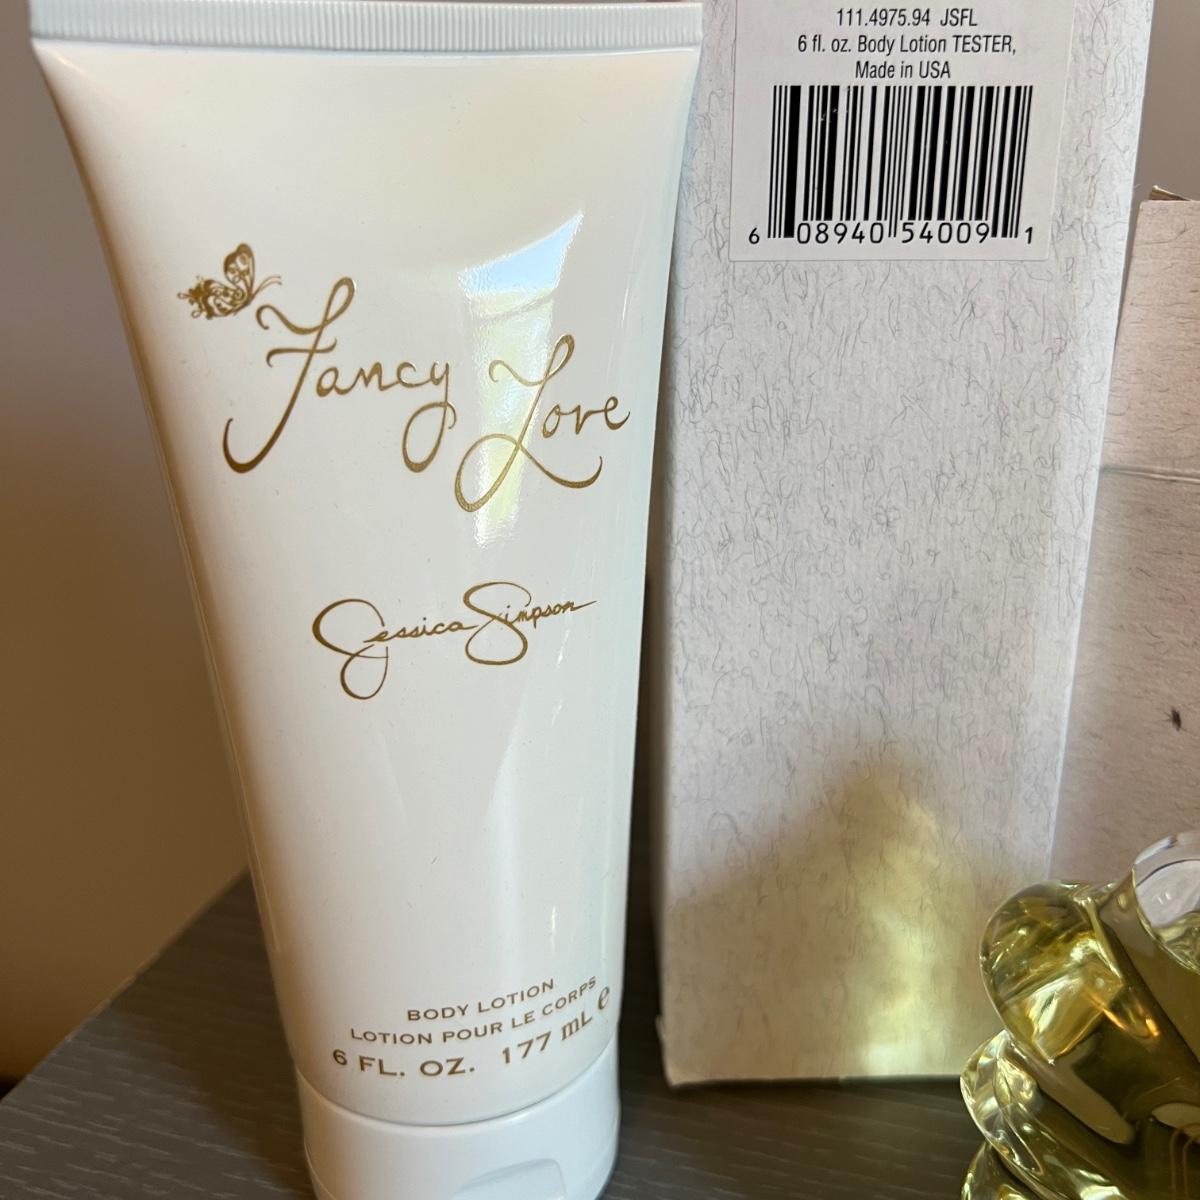 Fancy Love
Jessica Simpson
BODY LOTION
LOTION POUR LE CORPS
6 FL. OZ. 177 mL e
111.4975.94 JSFL
6 fl. oz. Body Lotion TESTER,
Made in USA
6 08940 54009 1